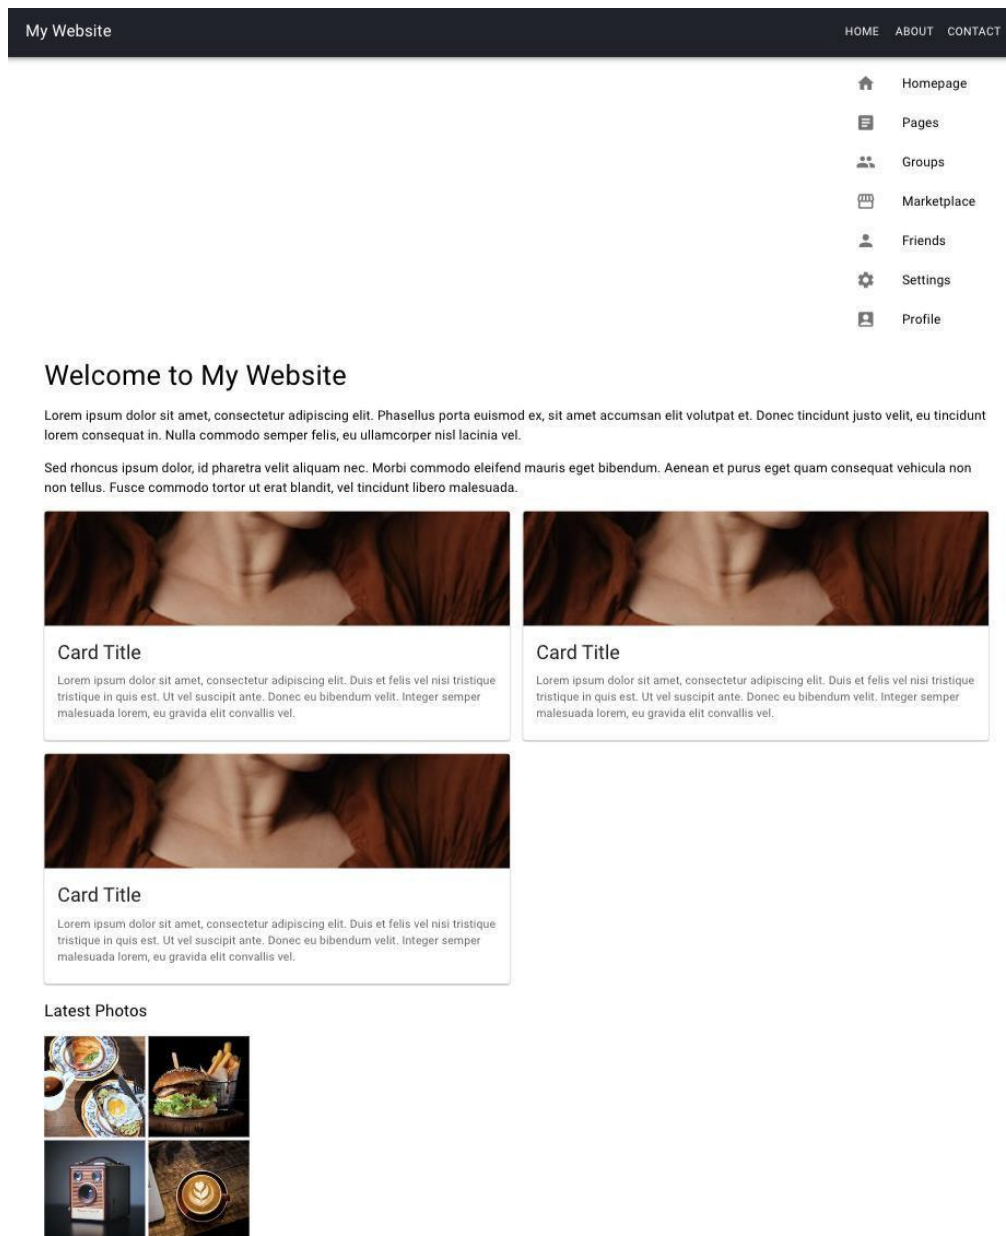 My Website
HOME ABOUT CONTACT
Homepage
Pages
Groups
Marketplace
Friends
Settings
Profile
Welcome to My Website
Lorem ipsum dolor sit amet, consectetur adipiscing elit. Phasellus porta euismod ex, sit amet accumsan elit volutpat et. Donec tincidunt justo velit, eu tincidunt
lorem consequat in. Nulla commodo semper felis, eu ullamcorper nisl lacinia vel.
Sed rhoncus ipsum dolor, id pharetra velit aliquam nec. Morbi commodo eleifend mauris eget bibendum. Aenean et purus eget quam consequat vehicula non
non tellus. Fusce commodo tortor ut erat blandit, vel tincidunt libero malesuada.
Card Title
Lorem ipsum dolor sit amet, consectetur adipiscing elit. Duis et felis vel nisi tristique
tristique in quis est. Ut vel suscipit ante. Donec eu bibendum velit. Integer semper
malesuada lorem, eu gravida elit convallis vel.
Card Title
Lorem ipsum dolor sit amet, consectetur adipiscing elit. Duis et felis vel nisi tristique
tristique in quis est. Ut vel suscipit ante. Donec eu bibendum velit. Integer semper
malesuada lorem, eu gravida elit convallis vel.
Card Title
Lorem ipsum dolor sit amet, consectetur adipiscing elit. Duis et felis vel nisi tristique
tristique in quis est. Ut vel suscipit ante. Donec eu bibendum velit. Integer semper
malesuada lorem, eu gravida elit convallis vel.
Latest Photos